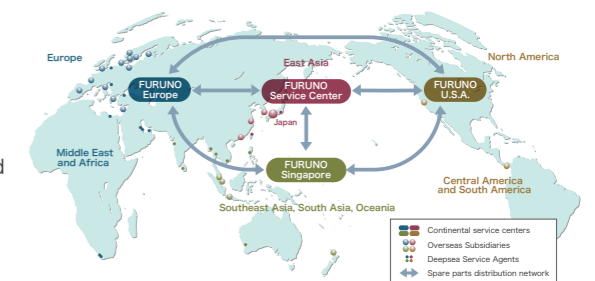 Europe
North America
East Asia
FURUNO
Europe
FURUNO
Service Center
FURUNO
U.S.A.
Japan
Middle East
and Africa
FURUNO
Singapore
Central America
and South America
Southeast Asia, South Asia, Oceania
Continental service centers
Overseas Subsidiaries
Deepsea Service Agents
Spare parts distribution network